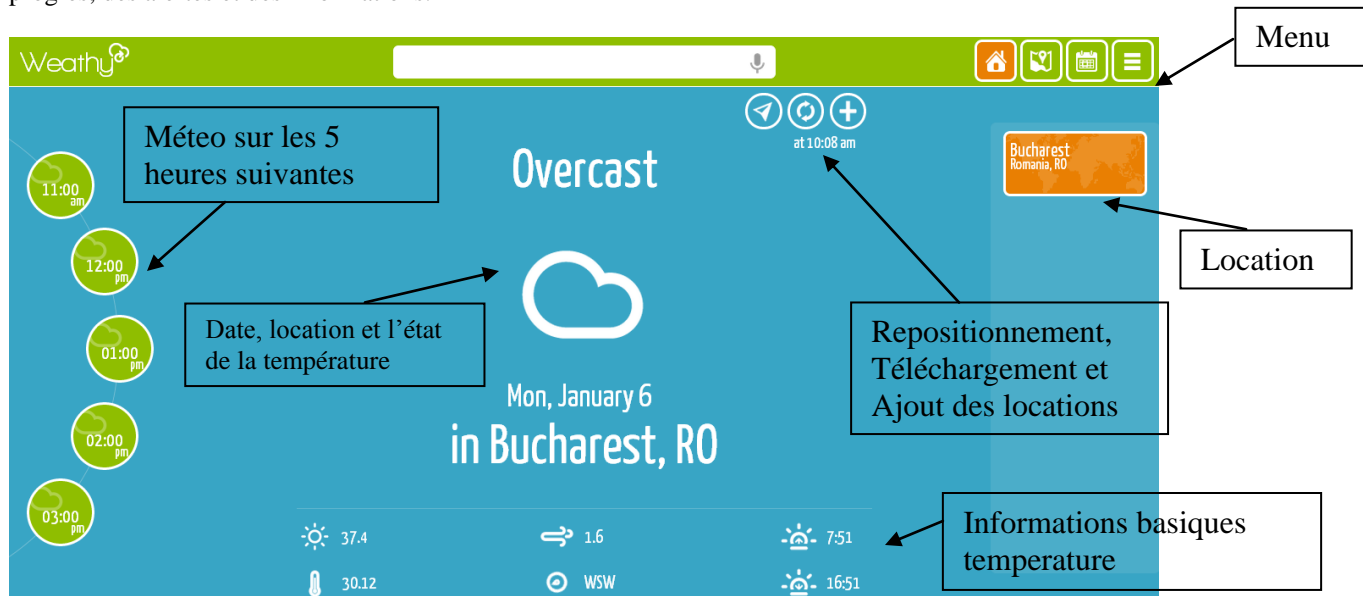 Menu
Weathy
at 10:08 am
Méteo sur les 5
heures suivantes
Overcast
Bucharest
Romania, RO
11:00
am
12:00
pm
01:00
pm
02:00
pm
03:00
pm
Location
Date, location et l’état
de la température
Repositionnement,
Téléchargement et
Ajout des locations
Mon, January 6
in Bucharest, RO
Informations basiques
temperature
37.4
1.6
7:51
30.12
WSW
16:51